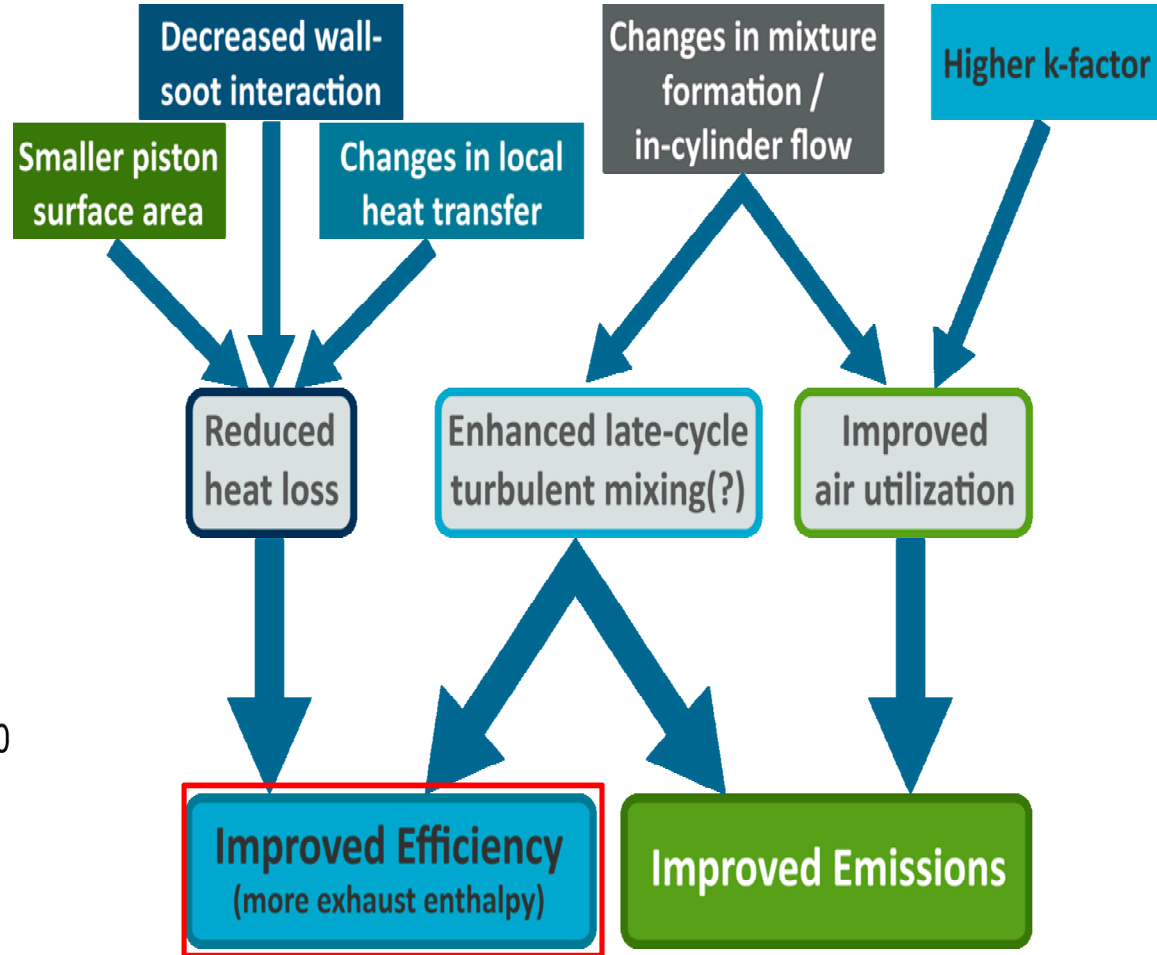 Decreased wall-
soot interaction
Changes in mixture
formation /
in-cylinder flow
Higher k-factor
Smaller piston
surface area
Changes in local
heat transfer
Reduced
heat loss
Enhanced late-cycle
turbulent mixing(?)
Improved
air utilization
0
Improved Efficiency
(more exhaust enthalpy)
Improved Emissions